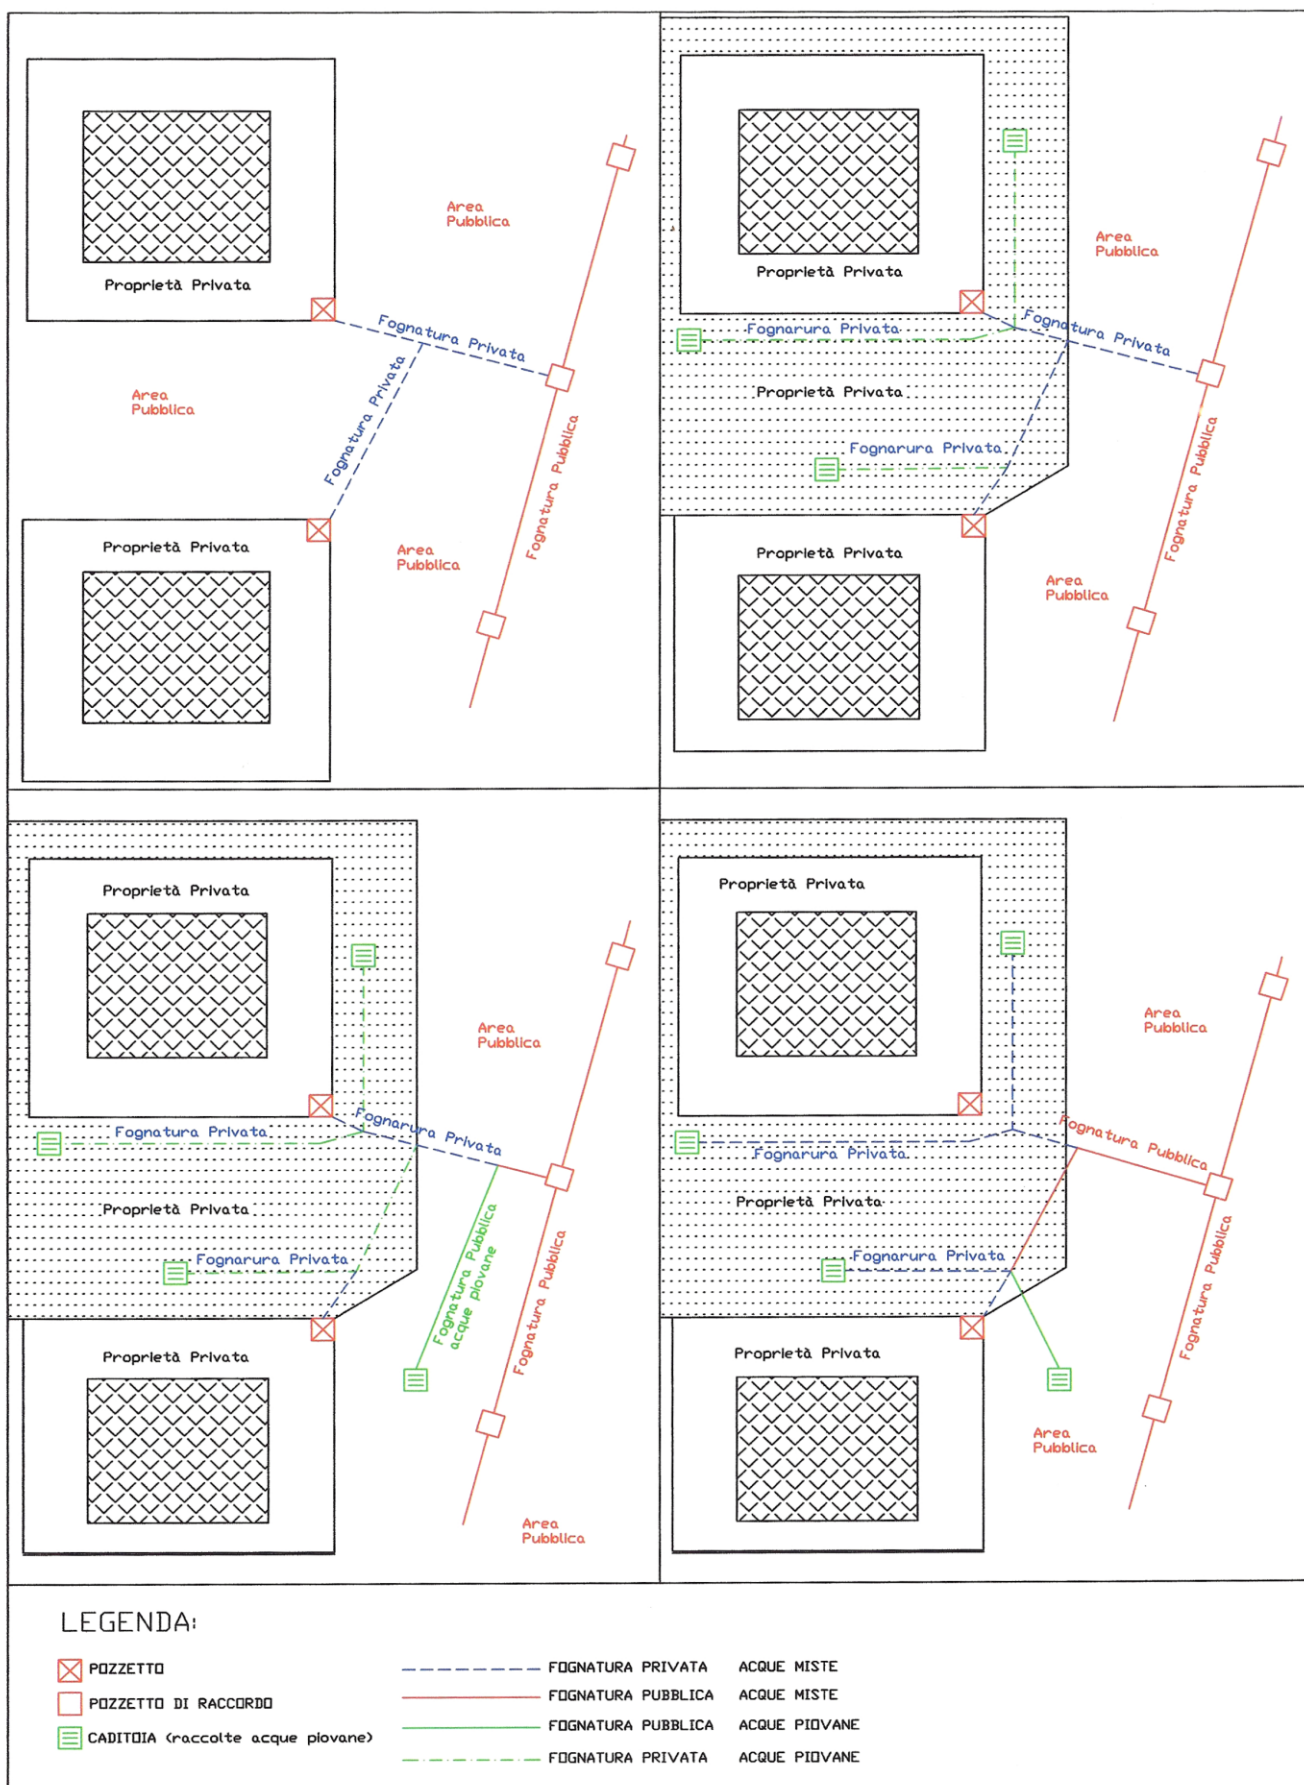 Area
Pubblica
Proprietà Privata
Fognatura Privata
Fognatura Privata
Area
Pubblica
Fognatura Pubblica
Proprietà Privata
Area
Pubblica
Area
Pubblica
Proprietà Privata
Fognarura Privata
Fognatura Privata
Proprietà Privata
Fognarura Privata
Fognatura Pubblica
Proprietà Privata
Area
Pubblica
Proprietà Privata
Area
Pubblica
Fognatura Privata
Fognarura Privata
Proprietà Privata
Fognarura Privata
Fognatura Pubblica
acque piovane
Fognatura Pubblica
Proprietà Privata
Area
Pubblica
Proprietà Privata
Area
Pubblica
Fognatura Pubblica
Fognarura Privata
Proprietà Privata
Fognarura Privata
Fognatura Pubblica
Proprietà Privata
Area
Pubblica
LEGENDA:
POZZETTO
POZZETTO DI RACCORDO
CADITOIA (raccolte acque piovane)
FOGNATURA PRIVATA ACQUE MISTE
FOGNATURA PUBBLICA ACQUE MISTE
FOGNATURA PUBBLICA ACQUE PIOVANE
FOGNATURA PRIVATA ACQUE PIOVANE